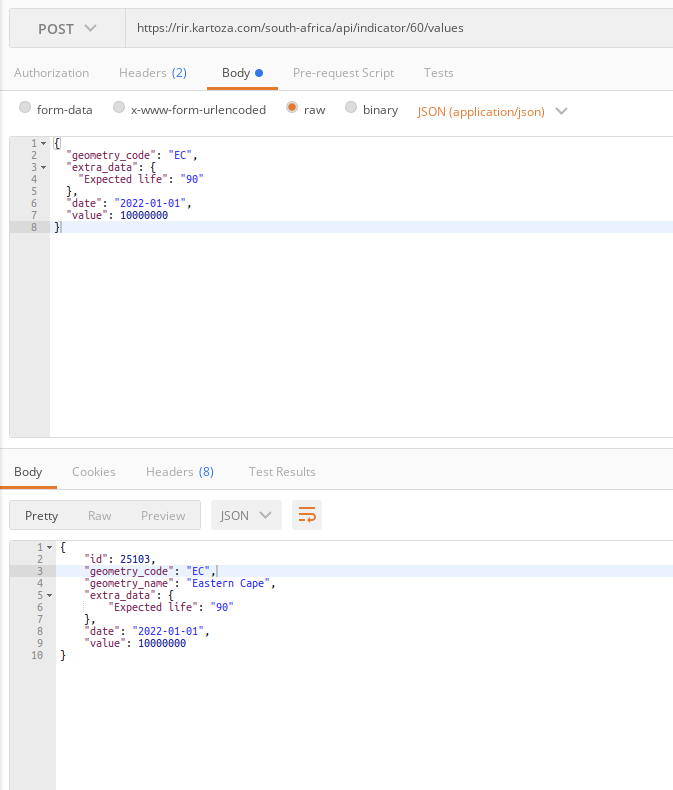 POST https://rir.kartoza.com/south-africa/api/indicator/60/values
Authorization Headers (2) Body Pre-request Script Tests
form-data x-www-form-urlencoded raw binary JSON (application/json)
1 {
2 "geometry_code": "EC",
3 "extra_data": {
4 "Expected life": "90"
5 },
6 "date": "2022-01-01",
7 "value": 10000000
8 }
Body Cookies Headers (8) Test Results
Pretty Raw Preview JSON
1 {
2 "id": 25103,
3 "geometry_code": "EC",
4 "geometry_name": "Eastern Cape",
5 "extra_data": {
6 "Expected life": "90"
7 },
8 "date": "2022-01-01",
9 "value": 10000000
10 }